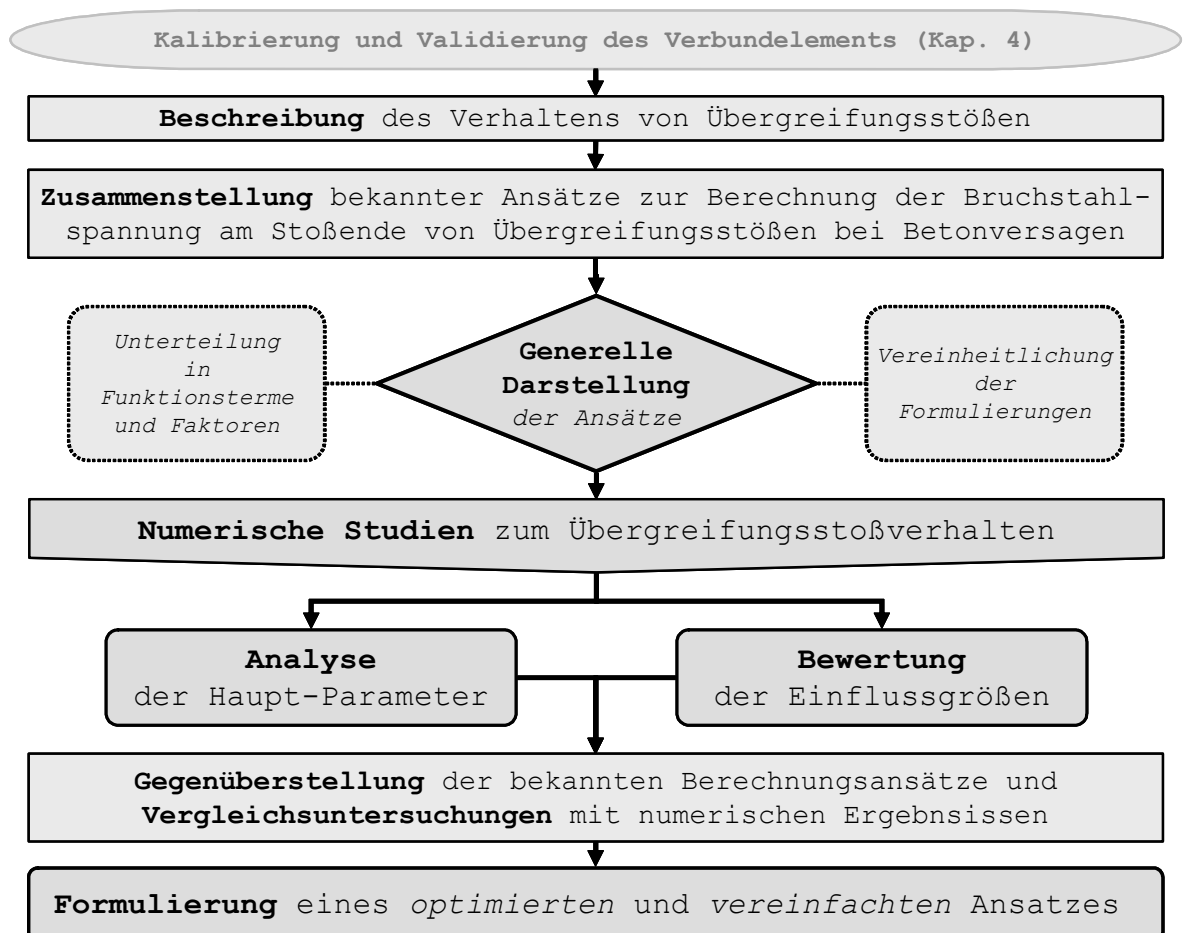 Kalibrierung und Validierung des Verbundelements (Kap. 4)
Beschreibung des Verhaltens von Übergreifungsstößen
Zusammenstellung bekannter Ansätze zur Berechnung der Bruchstahl-
spannung am Stoßende von Übergreifungsstößen bei Betonversagen
Unterteilung
in
Funktionsterme
und Faktoren
Generelle
Darstellung
der Ansätze
Vereinheitlichung
der
Formulierungen
Numerische Studien zum Übergreifungsstoßverhalten
Analyse
der Haupt-Parameter
Bewertung
der Einflussgrößen
Gegenüberstellung der bekannten Berechnungsansätze und
Vergleichsuntersuchungen mit numerischen Ergebnsissen
Formulierung eines optimierten und vereinfachten Ansatzes